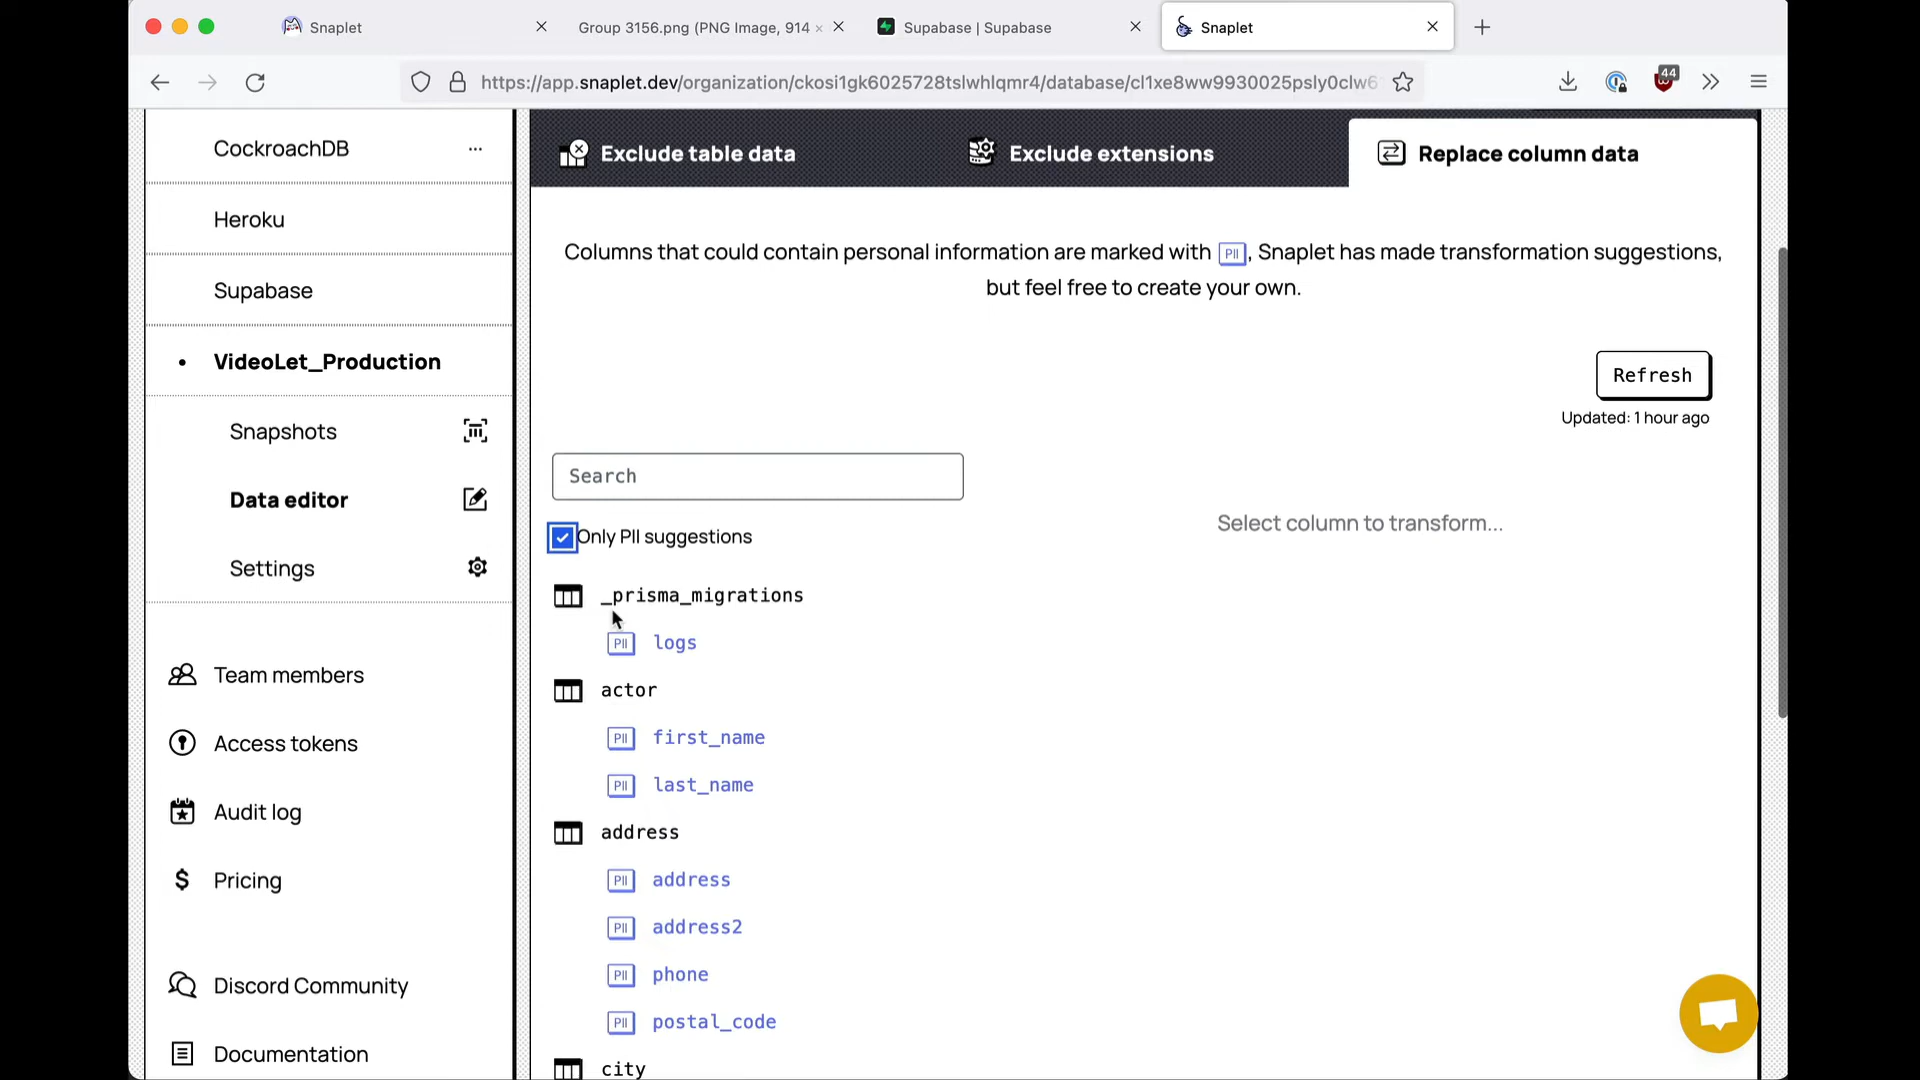 Snaplet
Group 3156.png (PNG Image, 914 ×
Supabase | Supabase
Snaplet
https://app.snaplet.dev/organization/ckosi1gk6025728tslwhlqmr4/database/cl1xe8ww9930025psly0clw6
44
CockroachDB
...
Heroku
Supabase
• VideoLet_Production
Snapshots
Data editor
Settings
Team members
Access tokens
Audit log
$ Pricing
Discord Community
Documentation
Exclude table data
Exclude extensions
Replace column data
Columns that could contain personal information are marked with PII, Snaplet has made transformation suggestions,
but feel free to create your own.
Refresh
Updated: 1 hour ago
Search
Only PII suggestions
Select column to transform...
_prisma_migrations
PII logs
actor
PII first_name
PII last_name
address
PII address
PII address2
PII phone
PII postal_code
city